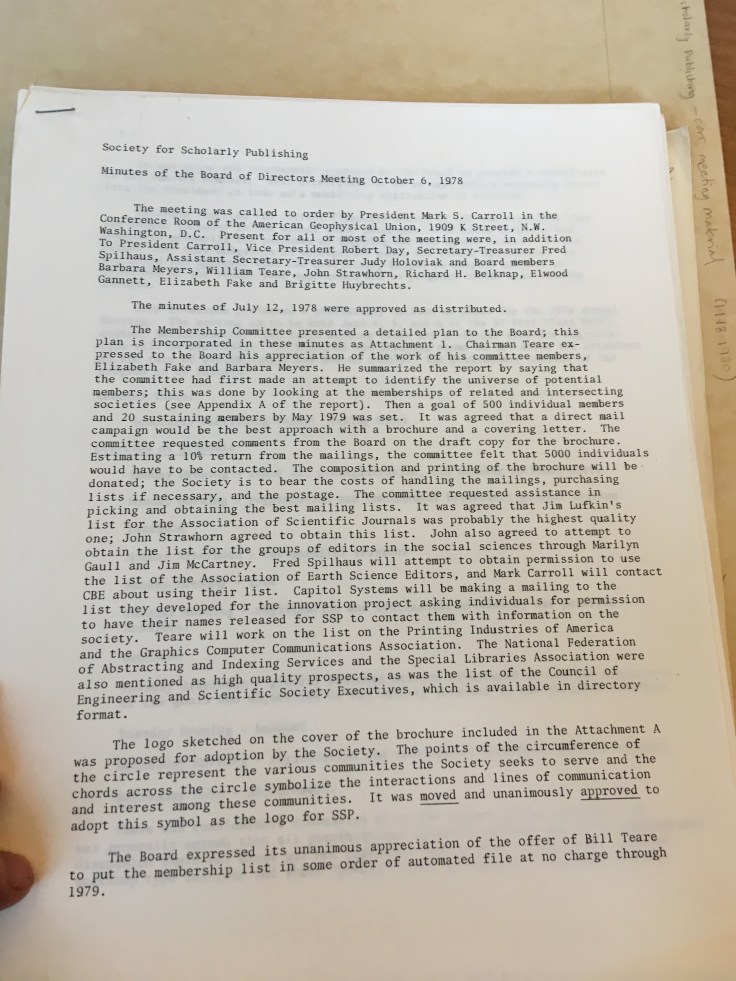 Society for Scholarly Publishing
Minutes of the Board of Directors Meeting October 6, 1978
The meeting was called to order by President Mark S. Carroll in the
Conference Room of the American Geophysical Union, 1909 K Street, N.W.
Washington, D.C. Present for all or most of the meeting were, in addition
To President Carroll, Vice President Robert Day, Secretary-Treasurer Fred
Spilhaus, Assistant Secretary-Treasurer Judy Holoviak and Board members
Barbara Meyers, William Teare, John Strawhorn, Richard H. Belknap, Elwood
Gannett, Elizabeth Fake and Brigitte Huybrechts.
The minutes of July 12, 1978 were approved as distributed.
The Membership Committee presented a detailed plan to the Board; this
plan is incorporated in these minutes as Attachment 1. Chairman Teare ex-
pressed to the Board his appreciation of the work of his committee members,
Elizabeth Fake and Barbara Meyers. He summarized the report by saying that
the committee had first made an attempt to identify the universe of potential
members; this was done by looking at the memberships of related and intersecting
societies (see Appendix A of the report). Then a goal of 500 individual members
and 20 sustaining members by May 1979 was set. It was agreed that a direct mail
campaign would be the best approach with a brochure and a covering letter. The
committee requested comments from the Board on the draft copy for the brochure.
Estimating a 10% return from the mailings, the committee felt that 5000 individuals
would have to be contacted. The composition and printing of the brochure will be
donated; the Society is to bear the costs of handling the mailings, purchasing
lists if necessary, and the postage. The committee requested assistance in
picking and obtaining the best mailing lists. It was agreed that Jim Lufkin's
list for the Association of Scientific Journals was probably the highest quality
one; John Strawhorn agreed to obtain this list. John also agreed to attempt to
obtain the list for the groups of editors in the social sciences through Marilyn
Gaull and Jim McCartney. Fred Spilhaus will attempt to obtain permission to use
the list of the Association of Earth Science Editors, and Mark Carroll will contact
CBE about using their list. Capitol Systems will be making a mailing to the
list they developed for the innovation project asking individuals for permission
to have their names released for SSP to contact them with information on the
society. Teare will work on the list on the Printing Industries of America
and the Graphics Computer Communications Association. The National Federation
of Abstracting and Indexing Services and the Special Libraries Association were
also mentioned as high quality prospects, as was the list of the Council of
Engineering and Scientific Society Executives, which is available in directory
format.
The logo sketched on the cover of the brochure included in the Attachment A
was proposed for adoption by the Society. The points of the circumference of
the circle represent the various communities the Society seeks to serve and the
chords across the circle symbolize the interactions and lines of communication
and interest among these communities. It was moved and unanimously approved to
adopt this symbol as the logo for SSP.
The Board expressed its unanimous appreciation of the offer of Bill Teare
to put the membership list in some order of automated file at no charge through
1979.
Publishing
meeting material